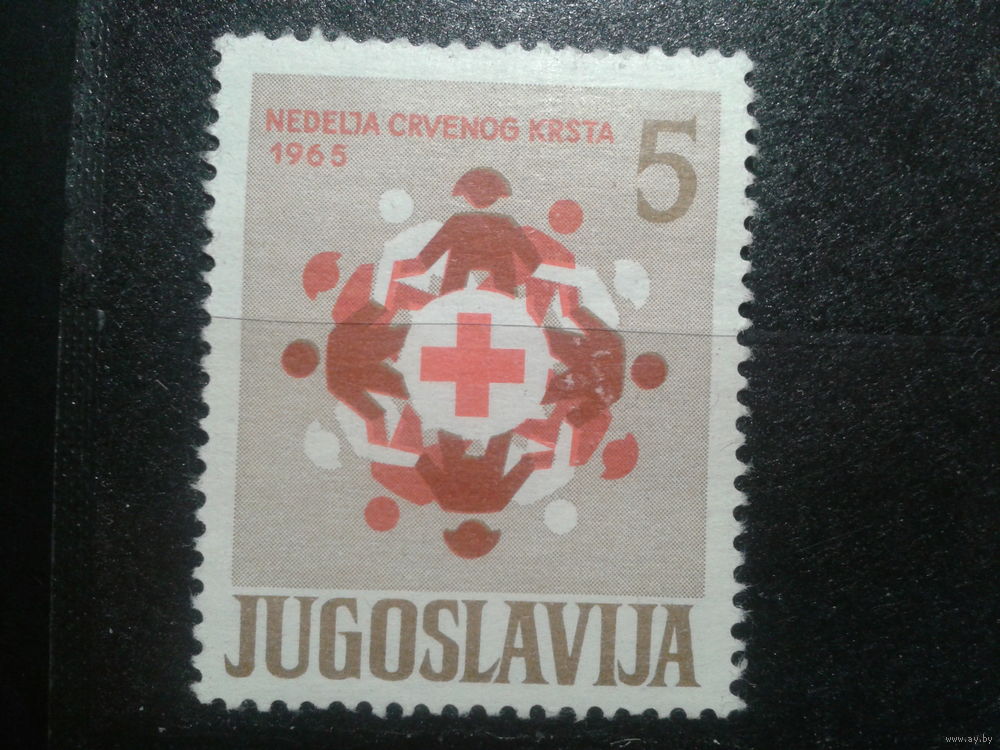 NEDELJA CRVENOG KRSTA
1965
5
JUGOSLAVIJA
www.ay.by